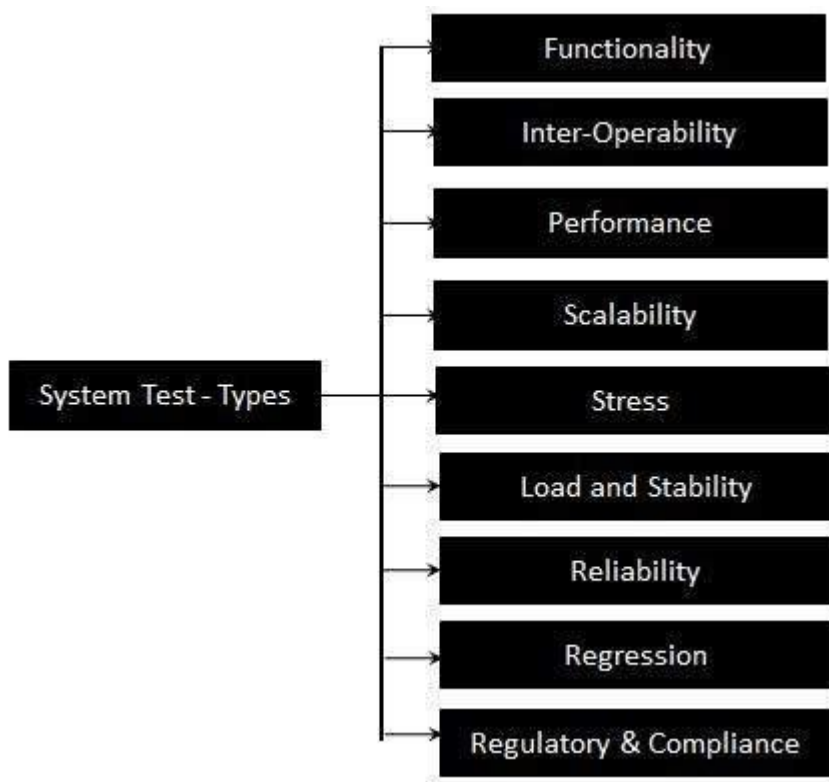 Functionality
Inter-Operability
Performance
Scalability
System Test - Types
Stress
Load and Stability
Reliability
Regression
Regulatory & Compliance